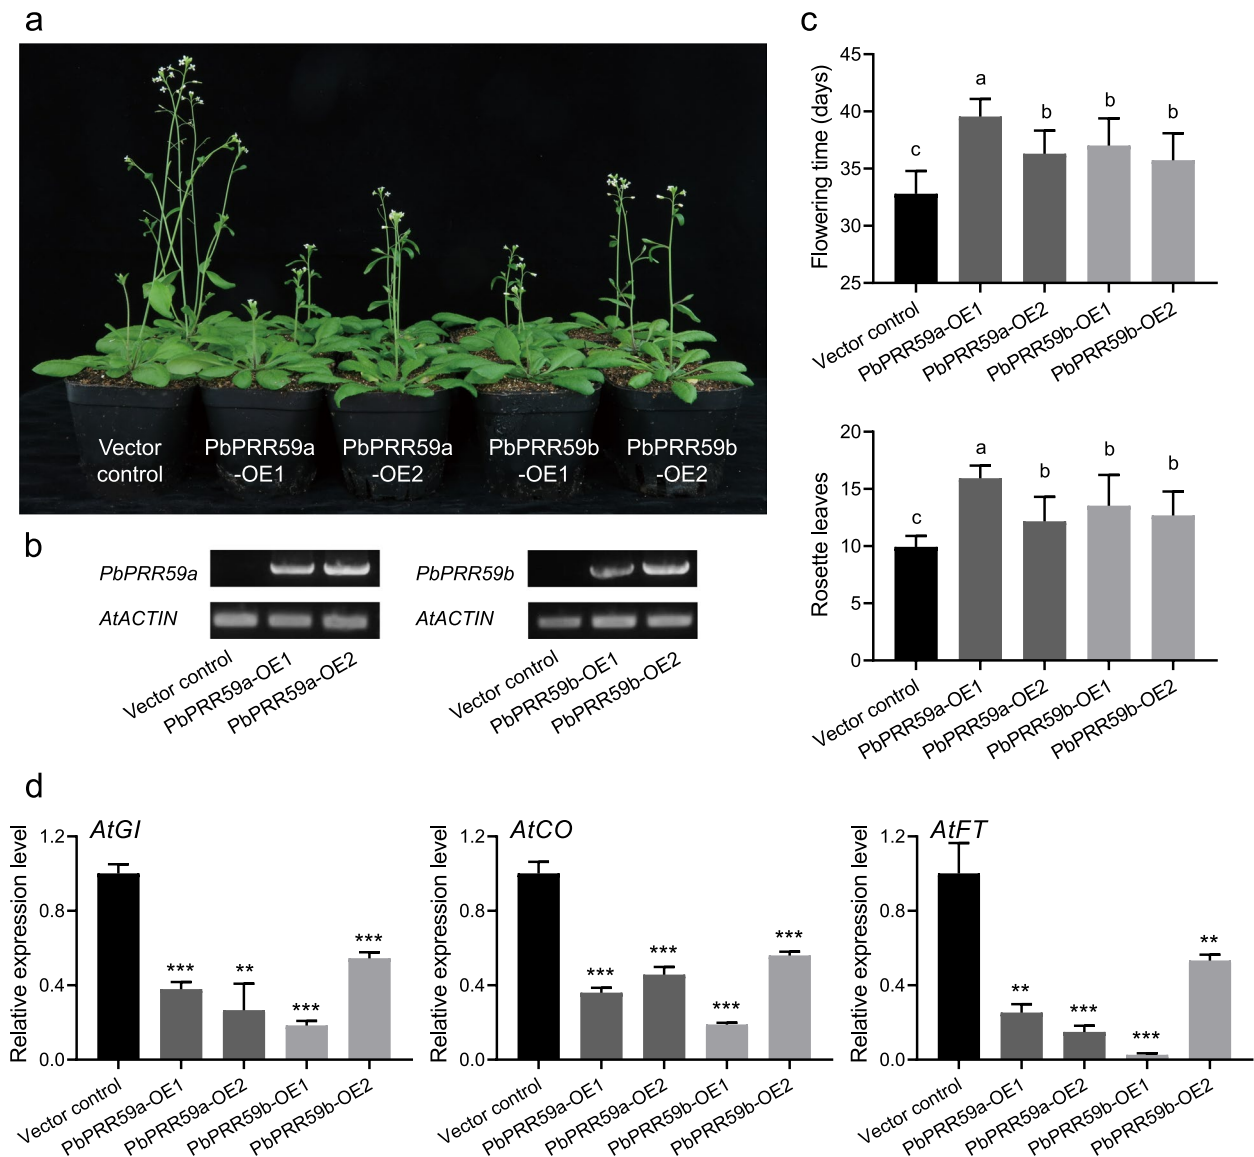 a
Vector
control
PbPRR59a
-OE1
PbPRR59a
-OE2
PbPRR59b
-OE1
PbPRR59b
-OE2
b
PbPRR59a
AtACTIN
Vector control
PbPRR59a-OE1
PbPRR59a-OE2
PbPRR59b
AtACTIN
Vector control
PbPRR59b-OE1
PbPRR59b-OE2
c
Flowering time (days)
45
40
35
30
25
c
a
b
b
b
Vector control
PbPRR59a-OE1
PbPRR59a-OE2
PbPRR59b-OE1
PbPRR59b-OE2
Rosette leaves
20
15
10
5
0
c
a
b
b
b
Vector control
PbPRR59a-OE1
PbPRR59a-OE2
PbPRR59b-OE1
PbPRR59b-OE2
d
AtGI
Relative expression level
1.2
0.8
0.4
0.0
***
**
***
***
Vector control
PbPRR59a-OE1
PbPRR59a-OE2
PbPRR59b-OE1
PbPRR59b-OE2
AtCO
Relative expression level
1.2
0.8
0.4
0.0
***
***
***
***
Vector control
PbPRR59a-OE1
PbPRR59a-OE2
PbPRR59b-OE1
PbPRR59b-OE2
AtFT
Relative expression level
1.2
0.8
0.4
0.0
**
***
***
**
Vector control
PbPRR59a-OE1
PbPRR59a-OE2
PbPRR59b-OE1
PbPRR59b-OE2